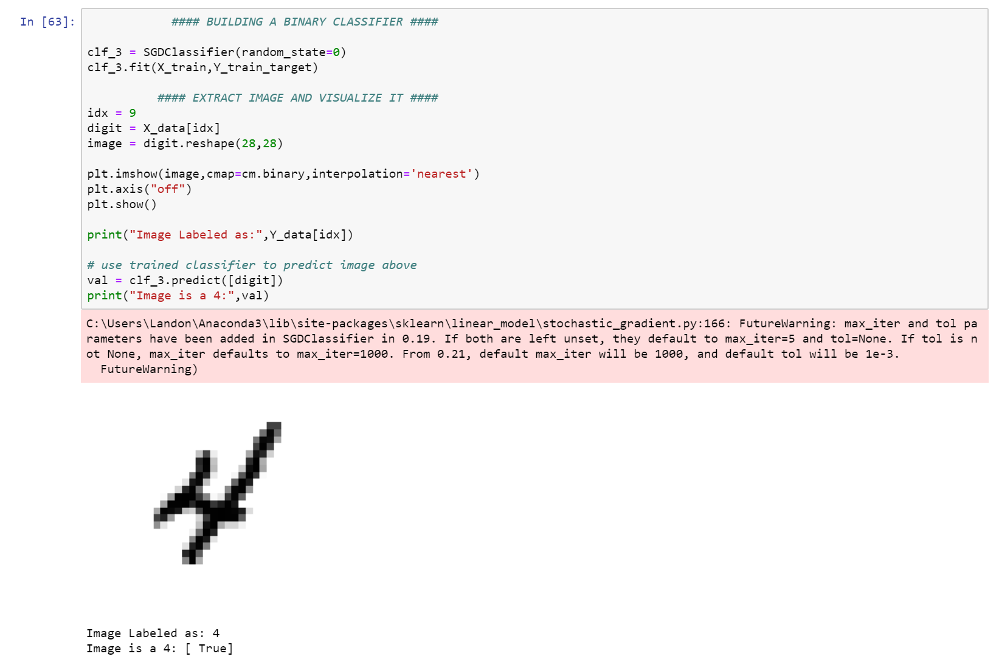 In [63]:
#### BUILDING A BINARY CLASSIFIER ####
clf_3 = SGDClassifier(random_state=0)
clf_3.fit(X_train,Y_train_target)
#### EXTRACT IMAGE AND VISUALIZE IT ####
idx = 9
digit = X_data[idx]
image = digit.reshape(28,28)
plt.imshow(image,cmap=cm.binary,interpolation='nearest')
plt.axis("off")
plt.show()
print("Image Labeled as:",Y_data[idx])
# use trained classifier to predict image above
val = clf_3.predict([digit])
print("Image is a 4:",val)
C:\Users\Landon\Anaconda3\lib\site-packages\sklearn\linear_model\stochastic_gradient.py:166: FutureWarning: max_iter and tol pa
rameters have been added in SGDClassifier in 0.19. If both are left unset, they default to max_iter=5 and tol=None. If tol is n
ot None, max_iter defaults to max_iter=1000. From 0.21, default max_iter will be 1000, and default tol will be 1e-3.
FutureWarning)
4
Image Labeled as: 4
Image is a 4: [ True]